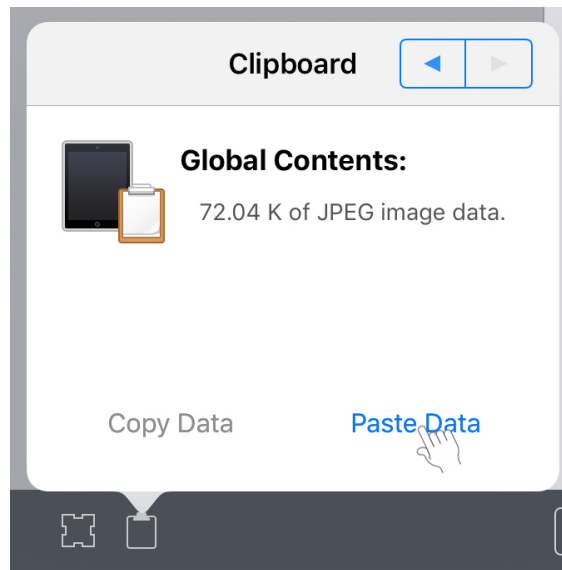 Clipboard
Global Contents:
72.04 K of JPEG image data.
Copy Data
Paste Data